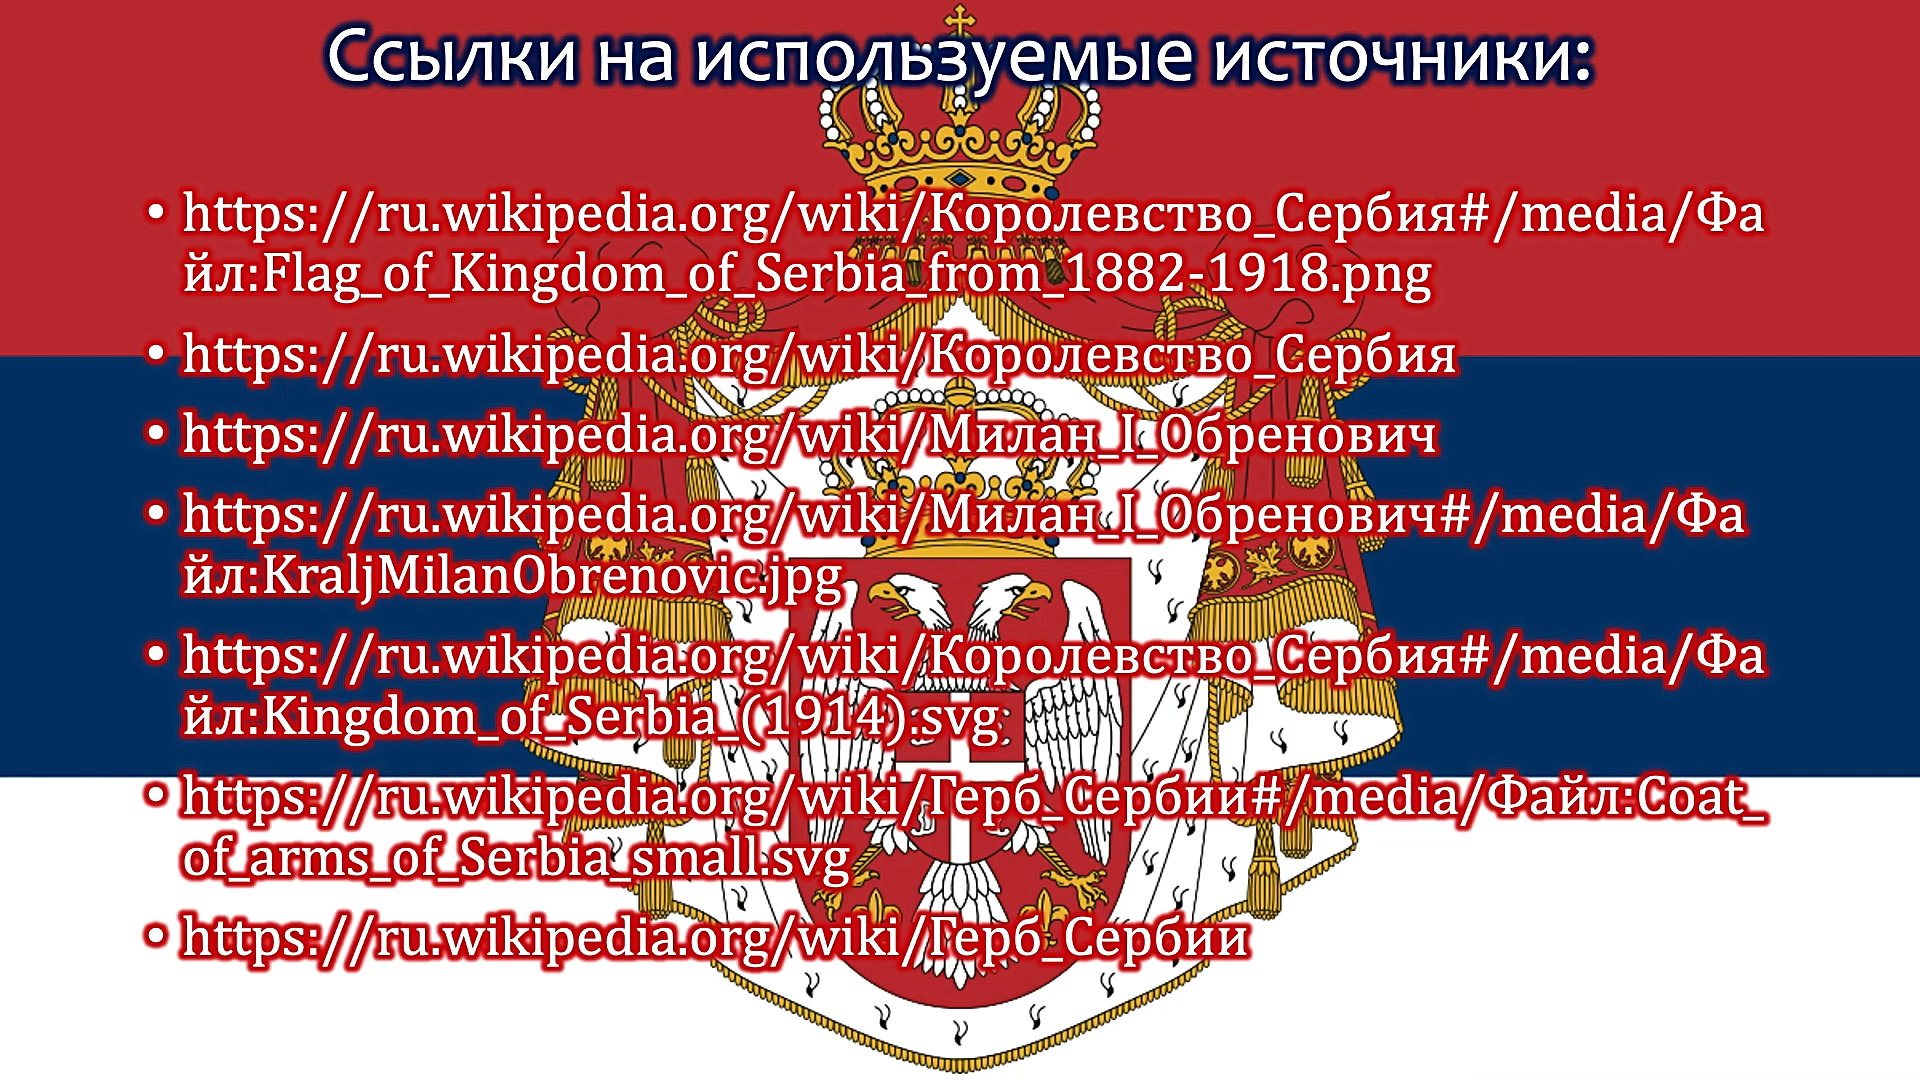 Ссылки на используемые источники:
• https://ru.wikipedia.org/wiki/Королевство_Сербия#/media/Фа
йл:Flag_of_Kingdom_of_Serbia_from_1882-1918.png
• https://ru.wikipedia.org/wiki/Королевство_Сербия
• https://ru.wikipedia.org/wiki/Милан_I_Обренович
• https://ru.wikipedia.org/wiki/Милан_I_Обренович#/media/Фа
йл:KraljMilanObrenovic.jpg
• https://ru.wikipedia.org/wiki/Королевство_Сербия#/media/Фа
йл:Kingdom_of_Serbia_(1914).svg
• https://ru.wikipedia.org/wiki/Герб_Сербии#/media/Файл:Coat_
of_arms_of_Serbia_small.svg
• https://ru.wikipedia.org/wiki/Герб_Сербии